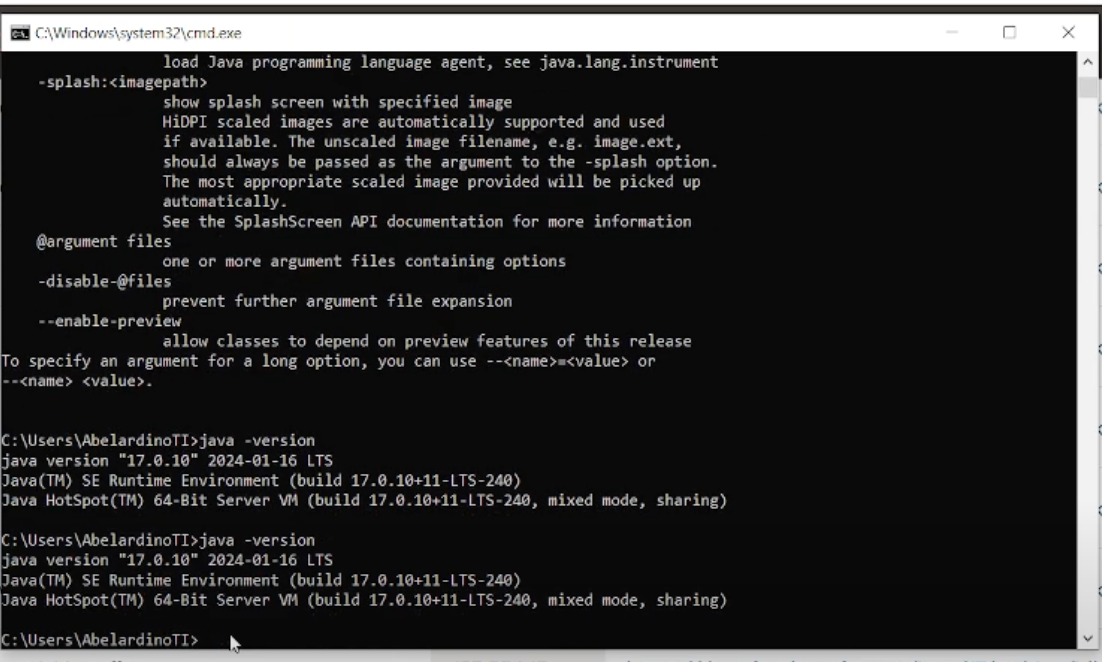 C:\Windows\system32\cmd.exe
load Java programming language agent, see java.lang.instrument
-splash:<imagepath>
show splash screen with specified image
HiDPI scaled images are automatically supported and used
if available. The unscaled image filename, e.g. image.ext,
should always be passed as the argument to the -splash option.
The most appropriate scaled image provided will be picked up
automatically.
See the SplashScreen API documentation for more information
@argument files
one or more argument files containing options
-disable-@files
prevent further argument file expansion
--enable-preview
allow classes to depend on preview features of this release
To specify an argument for a long option, you can use --<name>=<value> or
--<name> <value>.
C:\Users\AbelardinoTI>java -version
java version "17.0.10" 2024-01-16 LTS
Java(TM) SE Runtime Environment (build 17.0.10+11-LTS-240)
Java HotSpot(TM) 64-Bit Server VM (build 17.0.10+11-LTS-240, mixed mode, sharing)
C:\Users\AbelardinoTI>java -version
java version "17.0.10" 2024-01-16 LTS
Java(TM) SE Runtime Environment (build 17.0.10+11-LTS-240)
Java HotSpot(TM) 64-Bit Server VM (build 17.0.10+11-LTS-240, mixed mode, sharing)
C:\Users\AbelardinoTI>